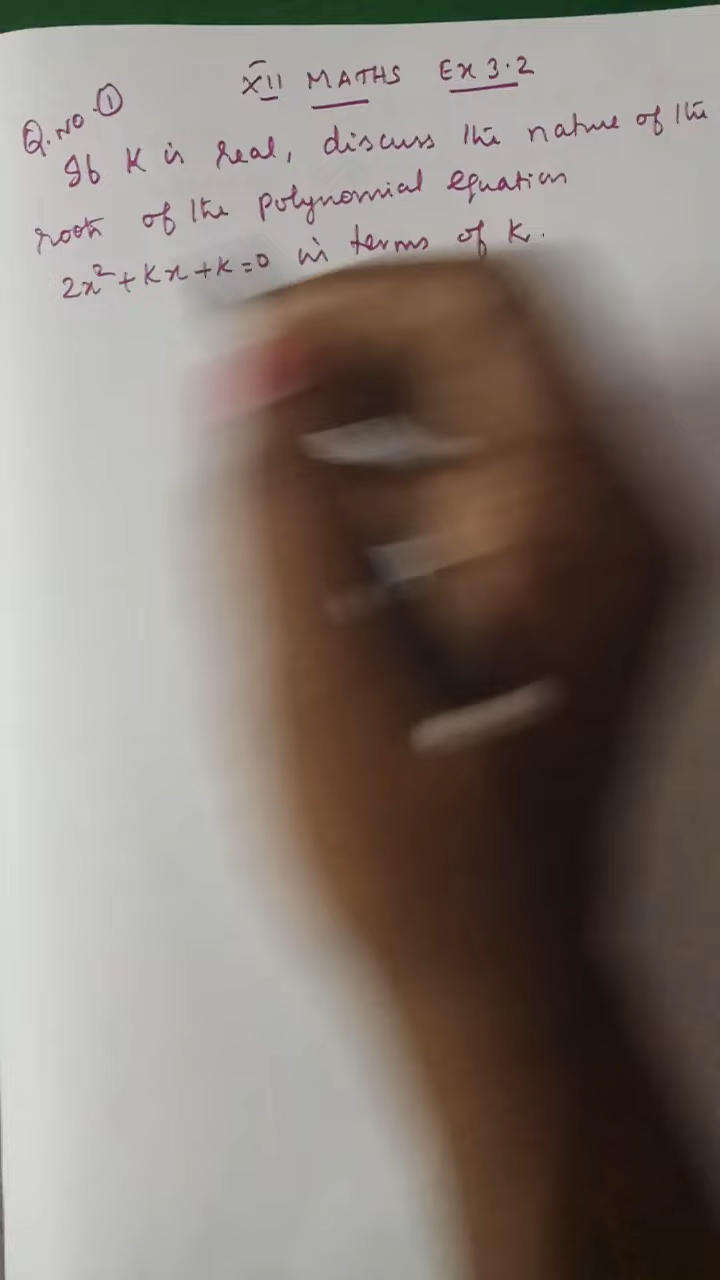 XII MATHS Ex 3.2
Q.No ①
If K is real, discuss the nature of the
roots of the polynomial equation
2x² + Kx + K = 0 in terms of K.